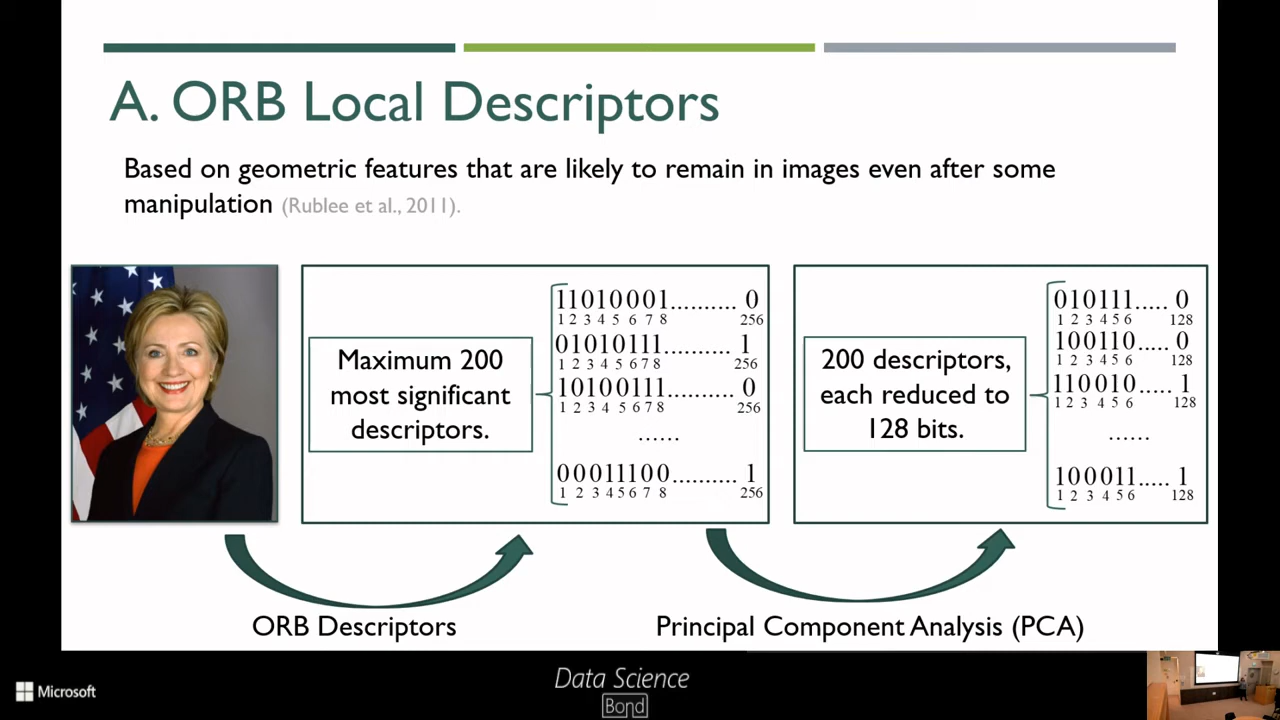 A. ORB Local Descriptors
Based on geometric features that are likely to remain in images even after some
manipulation (Rublee et al., 2011).
Maximum 200
most significant
descriptors.
11010001..........0
1 2 3 4 5 6 7 8 256
01010111..........1
1 2 3 4 5 6 7 8 256
10100111..........0
1 2 3 4 5 6 7 8 256
......
00011100..........1
1 2 3 4 5 6 7 8 256
200 descriptors,
each reduced to
128 bits.
010111.....0
1 2 3 4 5 6 128
100110.....0
1 2 3 4 5 6 128
110010.....1
1 2 3 4 5 6 128
......
100011.....1
1 2 3 4 5 6 128
ORB Descriptors
Principal Component Analysis (PCA)
Microsoft
Data Science
Bond